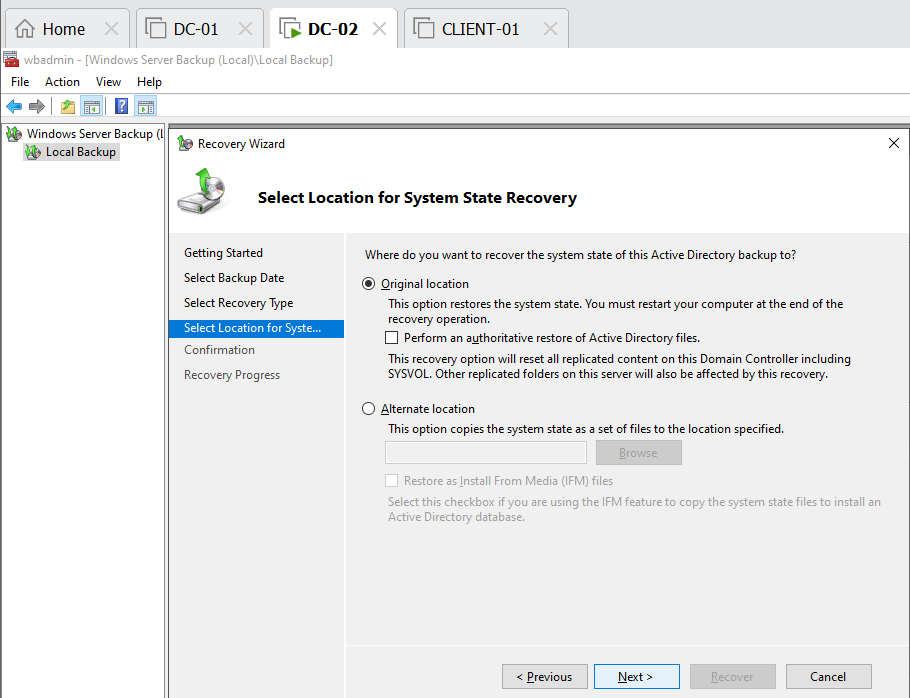 Home
DC-01
DC-02
CLIENT-01
wbadmin - [Windows Server Backup (Local)\Local Backup]
File Action View Help
Windows Server Backup (L
Local Backup
Recovery Wizard
Select Location for System State Recovery
Getting Started
Select Backup Date
Select Recovery Type
Select Location for Syste...
Confirmation
Recovery Progress
Where do you want to recover the system state of this Active Directory backup to?
Original location
This option restores the system state. You must restart your computer at the end of the
recovery operation.
Perform an authoritative restore of Active Directory files.
This recovery option will reset all replicated content on this Domain Controller including
SYSVOL. Other replicated folders on this server will also be affected by this recovery.
Alternate location
This option copies the system state as a set of files to the location specified.
Browse
Restore as Install From Media (IFM) files
Select this checkbox if you are using the IFM feature to copy the system state files to install an
Active Directory database.
< Previous
Next >
Recover
Cancel